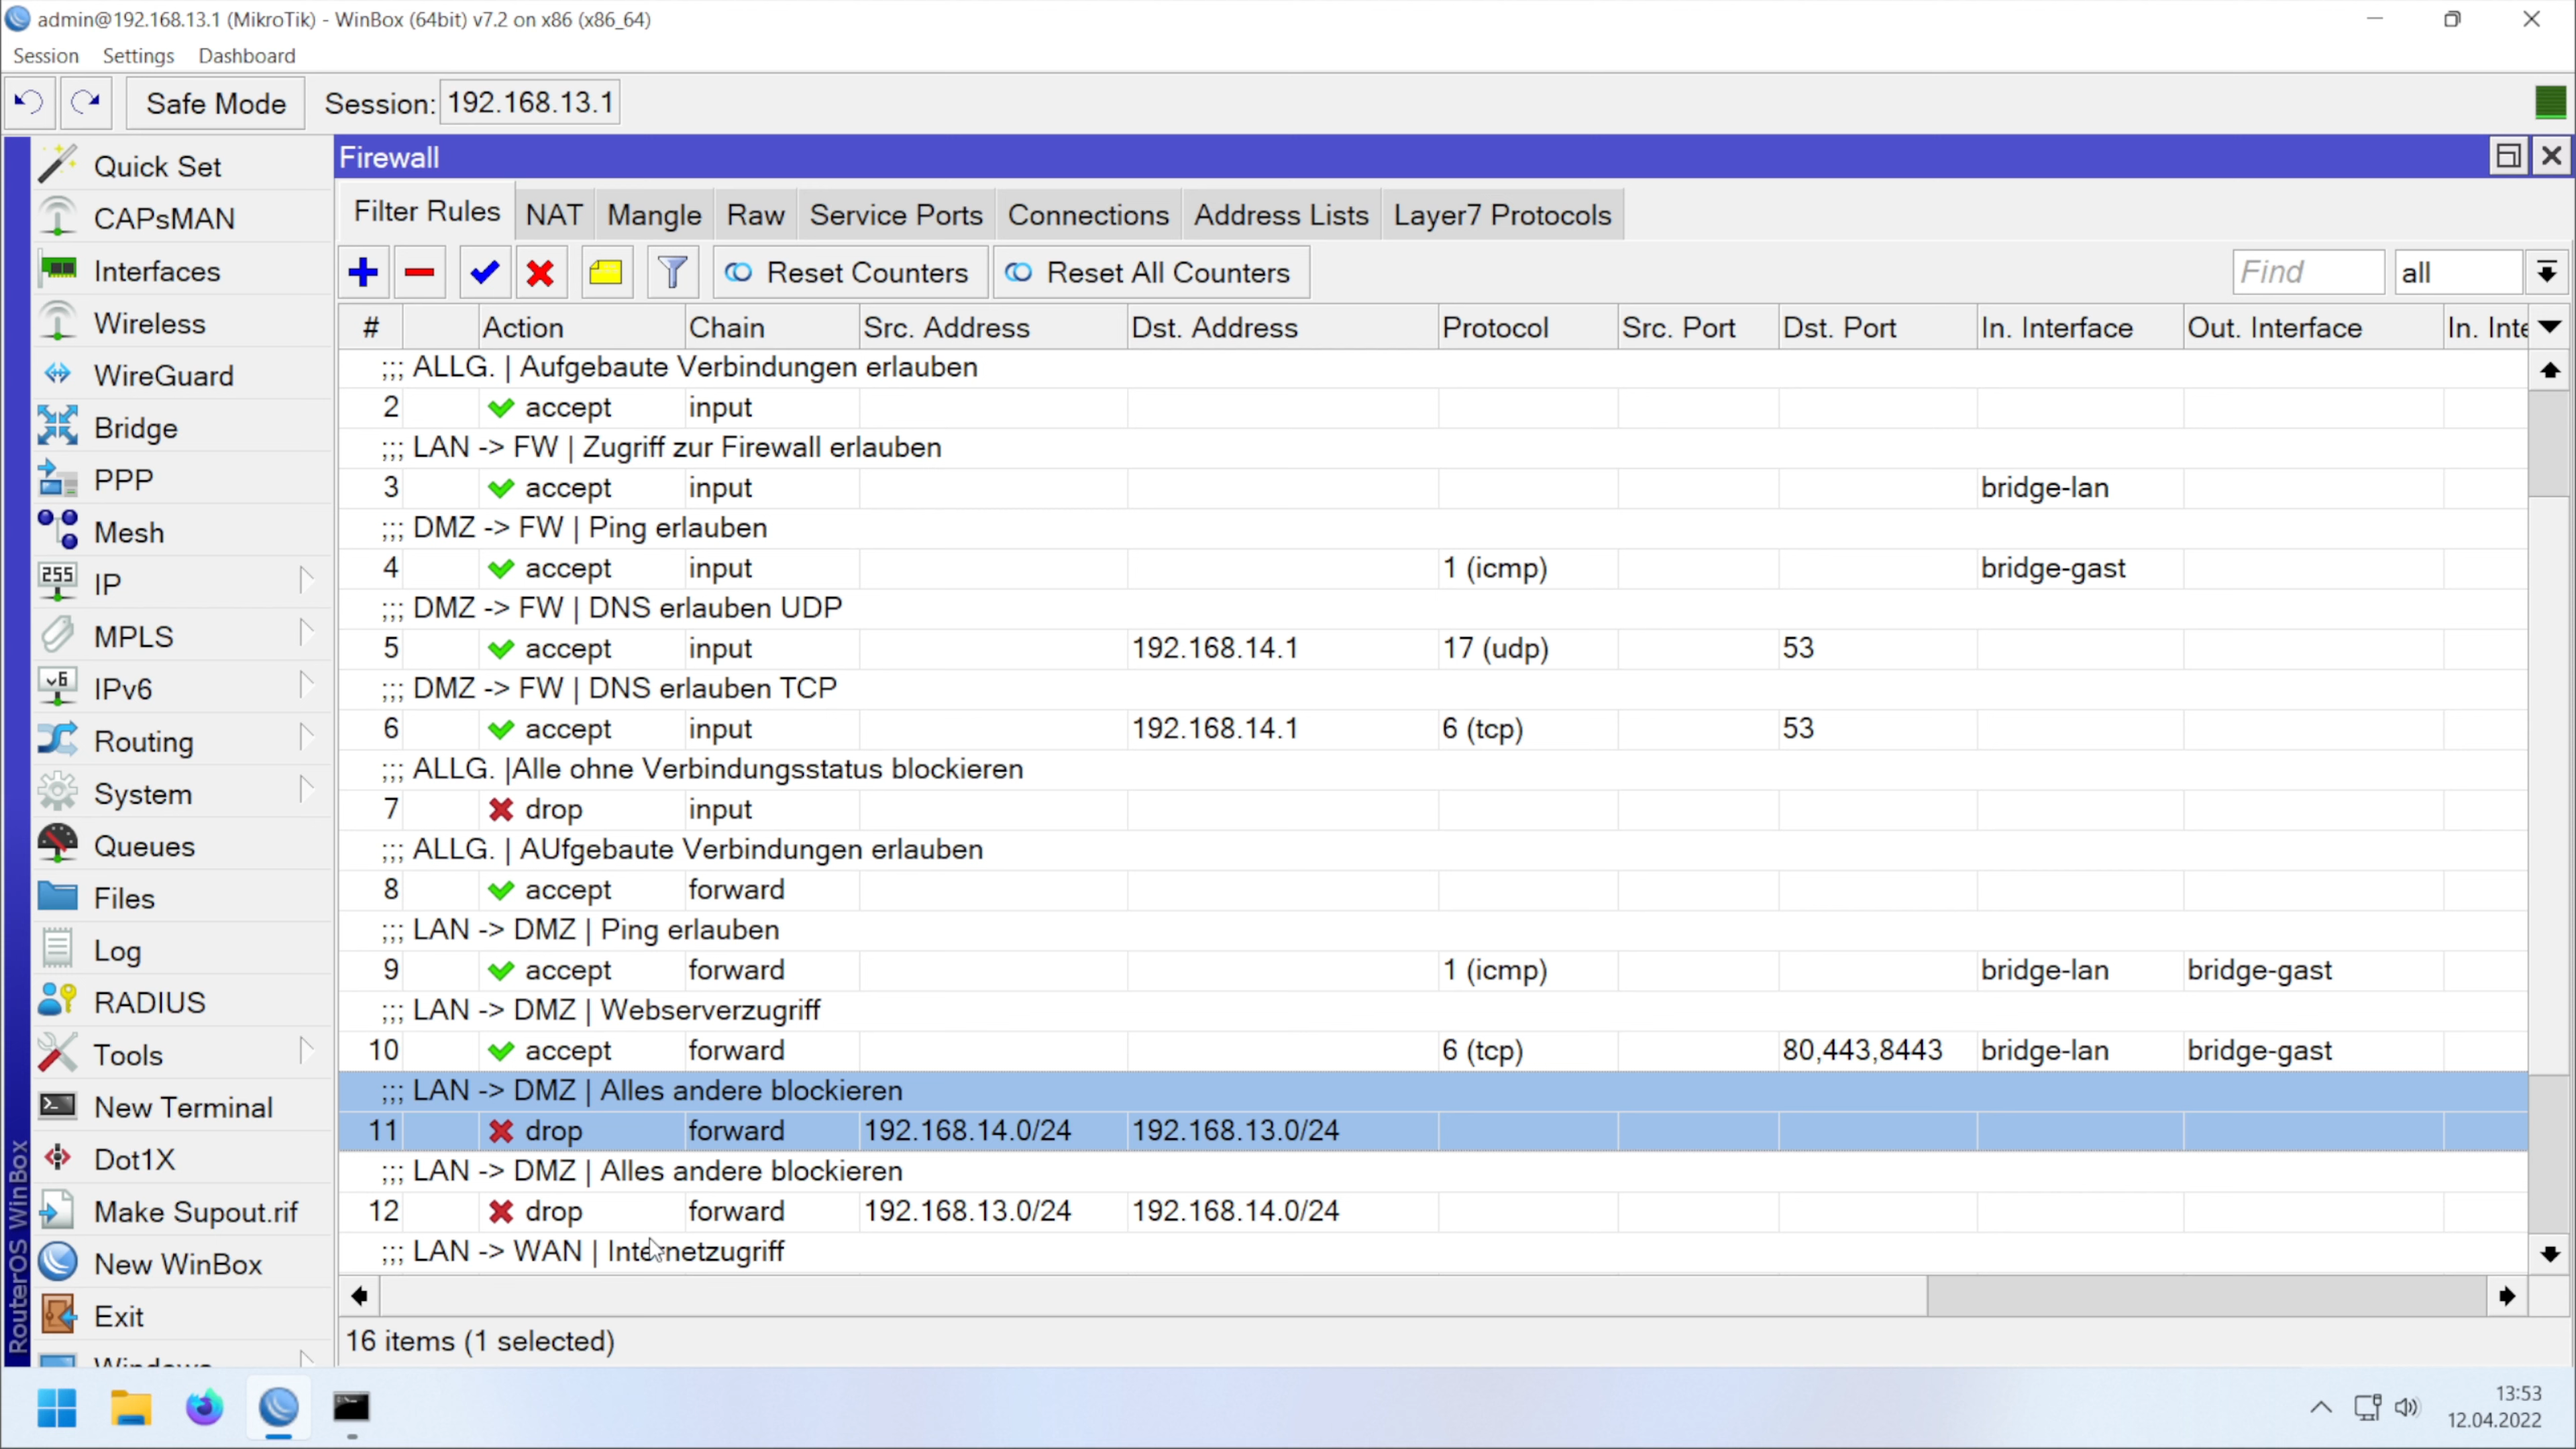 admin@192.168.13.1 (MikroTik) - WinBox (64bit) v7.2 on x86 (x86_64)
Session Settings Dashboard
Safe Mode Session: 192.168.13.1
Quick Set
CAPsMAN
Interfaces
Wireless
WireGuard
Bridge
PPP
Mesh
255 IP
MPLS
v6 IPv6
Routing
System
Queues
Files
Log
RADIUS
Tools
New Terminal
Dot1X
Make Supout.rif
New WinBox
Exit
Windows
RouterOS WinBox
Firewall
Filter Rules NAT Mangle Raw Service Ports Connections Address Lists Layer7 Protocols
Reset Counters Reset All Counters Find all
# Action Chain Src. Address Dst. Address Protocol Src. Port Dst. Port In. Interface Out. Interface In. Inte
;;; ALLG. | Aufgebaute Verbindungen erlauben
2 accept input
;;; LAN -> FW | Zugriff zur Firewall erlauben
3 accept input bridge-lan
;;; DMZ -> FW | Ping erlauben
4 accept input 1 (icmp) bridge-gast
;;; DMZ -> FW | DNS erlauben UDP
5 accept input 192.168.14.1 17 (udp) 53
;;; DMZ -> FW | DNS erlauben TCP
6 accept input 192.168.14.1 6 (tcp) 53
;;; ALLG. |Alle ohne Verbindungsstatus blockieren
7 drop input
;;; ALLG. | AUfgebaute Verbindungen erlauben
8 accept forward
;;; LAN -> DMZ | Ping erlauben
9 accept forward 1 (icmp) bridge-lan bridge-gast
;;; LAN -> DMZ | Webserverzugriff
10 accept forward 6 (tcp) 80,443,8443 bridge-lan bridge-gast
;;; LAN -> DMZ | Alles andere blockieren
11 drop forward 192.168.14.0/24 192.168.13.0/24
;;; LAN -> DMZ | Alles andere blockieren
12 drop forward 192.168.13.0/24 192.168.14.0/24
;;; LAN -> WAN | Internetzugriff
16 items (1 selected)
13:53
12.04.2022